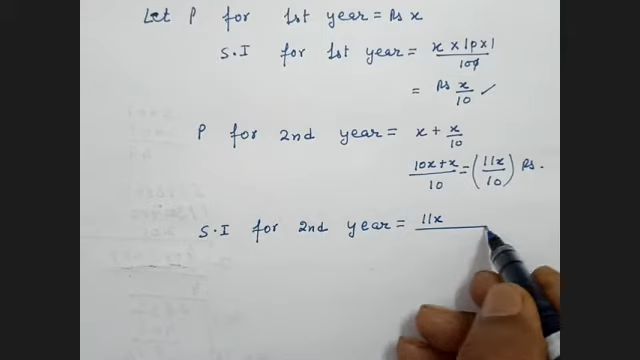 Let P for 1st year = Rs x
S.I for 1st year = x × 10 × 1 / 100
= Rs x/10 ✓
P for 2nd year = x + x/10
10x + x / 10 = (11x/10) Rs.
S.I for 2nd year = 11x